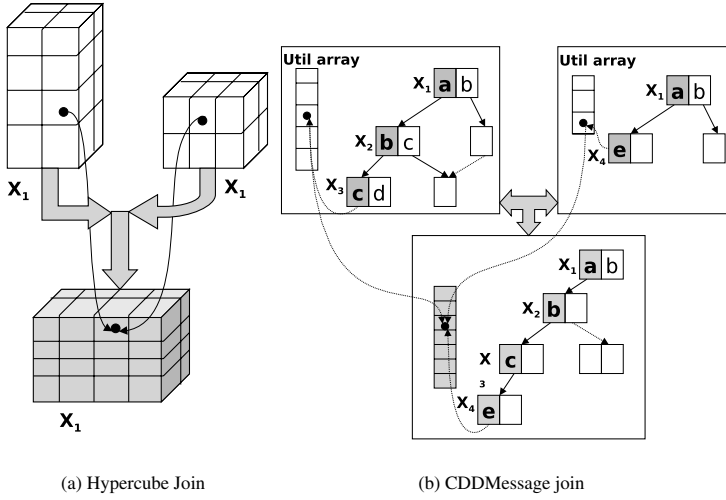 Util array
X1 a b
X2 b c
X3 c d
Util array
X1 a b
X4 e
X1
X1
X1 a b
X2 b
X c
3
X4 e
X1
(a) Hypercube Join
(b) CDDMessage join